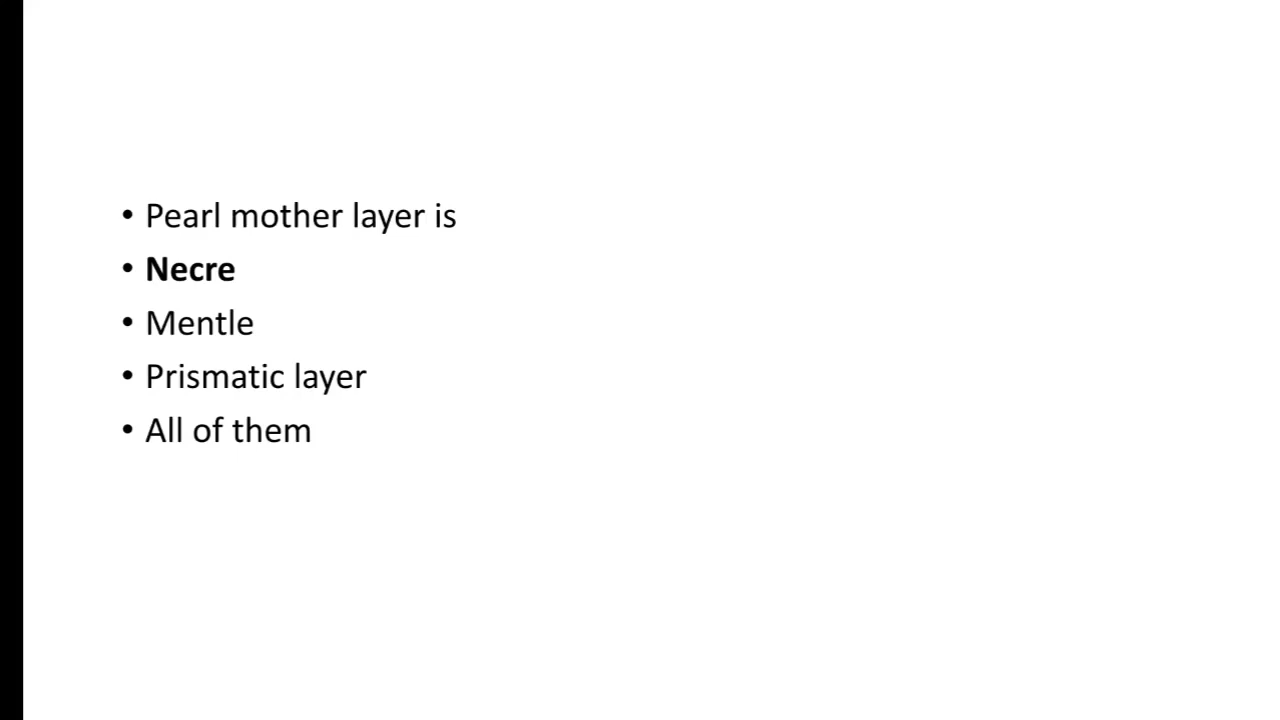 • Pearl mother layer is
• Necre
• Mentle
• Prismatic layer
• All of them